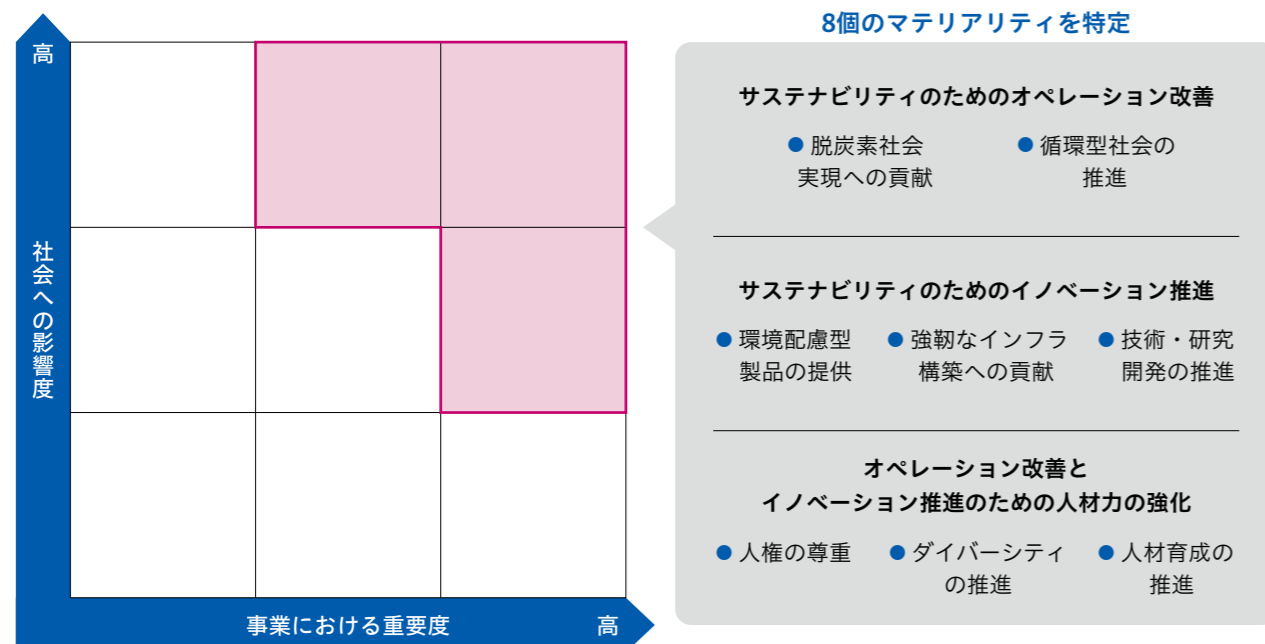 高
社会への影響度
事業における重要度
高
8個のマテリアリティを特定
サステナビリティのためのオペレーション改善
● 脱炭素社会
実現への貢献
● 循環型社会の
推進
サステナビリティのためのイノベーション推進
● 環境配慮型
製品の提供
● 強靭なインフラ
構築への貢献
● 技術・研究
開発の推進
オペレーション改善と
イノベーション推進のための人材力の強化
● 人権の尊重
● ダイバーシティ
の推進
● 人材育成の
推進